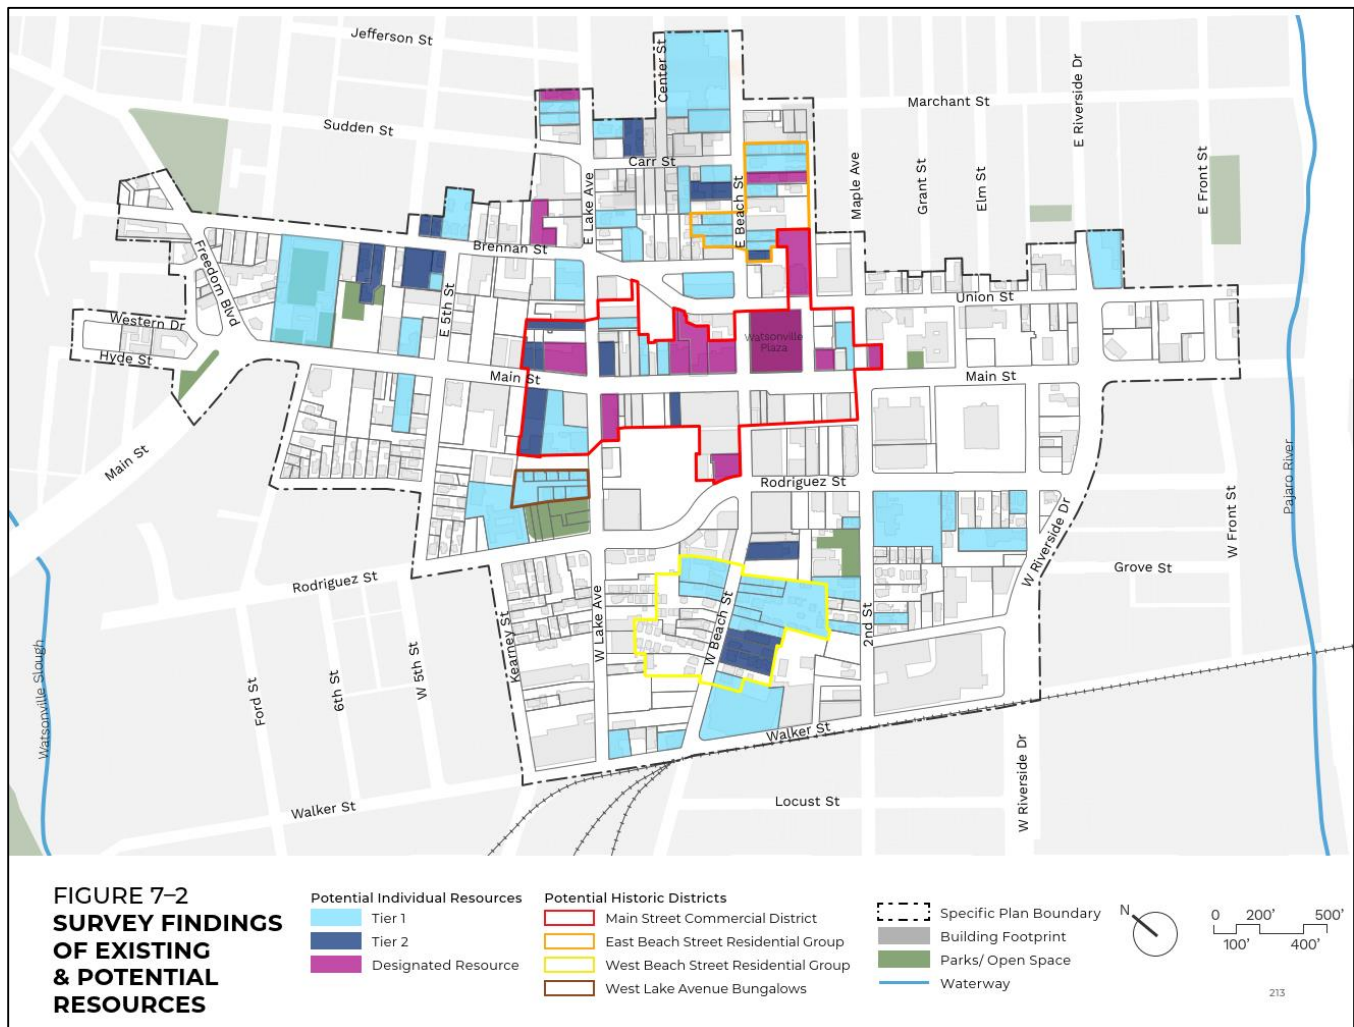 Jefferson St
Center St
E Riverside Dr
Marchant St
Sudden St
Carr St
E Lake Ave
E Beach St
Maple Ave
Grant St
Elm St
E Front St
Brennan St
Freedom Blvd
E 5th St
Union St
Western Dr
Hyde St
Watsonville
Plaza
Main St
Main St
Main St
Pajaro River
Rodriguez St
W Front St
W Riverside Dr
Rodriguez St
Grove St
Kearney St
W Lake Ave
W Beach St
2nd St
Watsonville Slough
Ford St
6th St
W 5th St
Walker St
W Riverside Dr
Walker St
Locust St
FIGURE 7–2
SURVEY FINDINGS
OF EXISTING
& POTENTIAL
RESOURCES
Potential Individual Resources
Tier 1
Tier 2
Designated Resource
Potential Historic Districts
Main Street Commercial District
East Beach Street Residential Group
West Beach Street Residential Group
West Lake Avenue Bungalows
Specific Plan Boundary
Building Footprint
Parks/ Open Space
Waterway
N
0 200' 500'
100' 400'
213